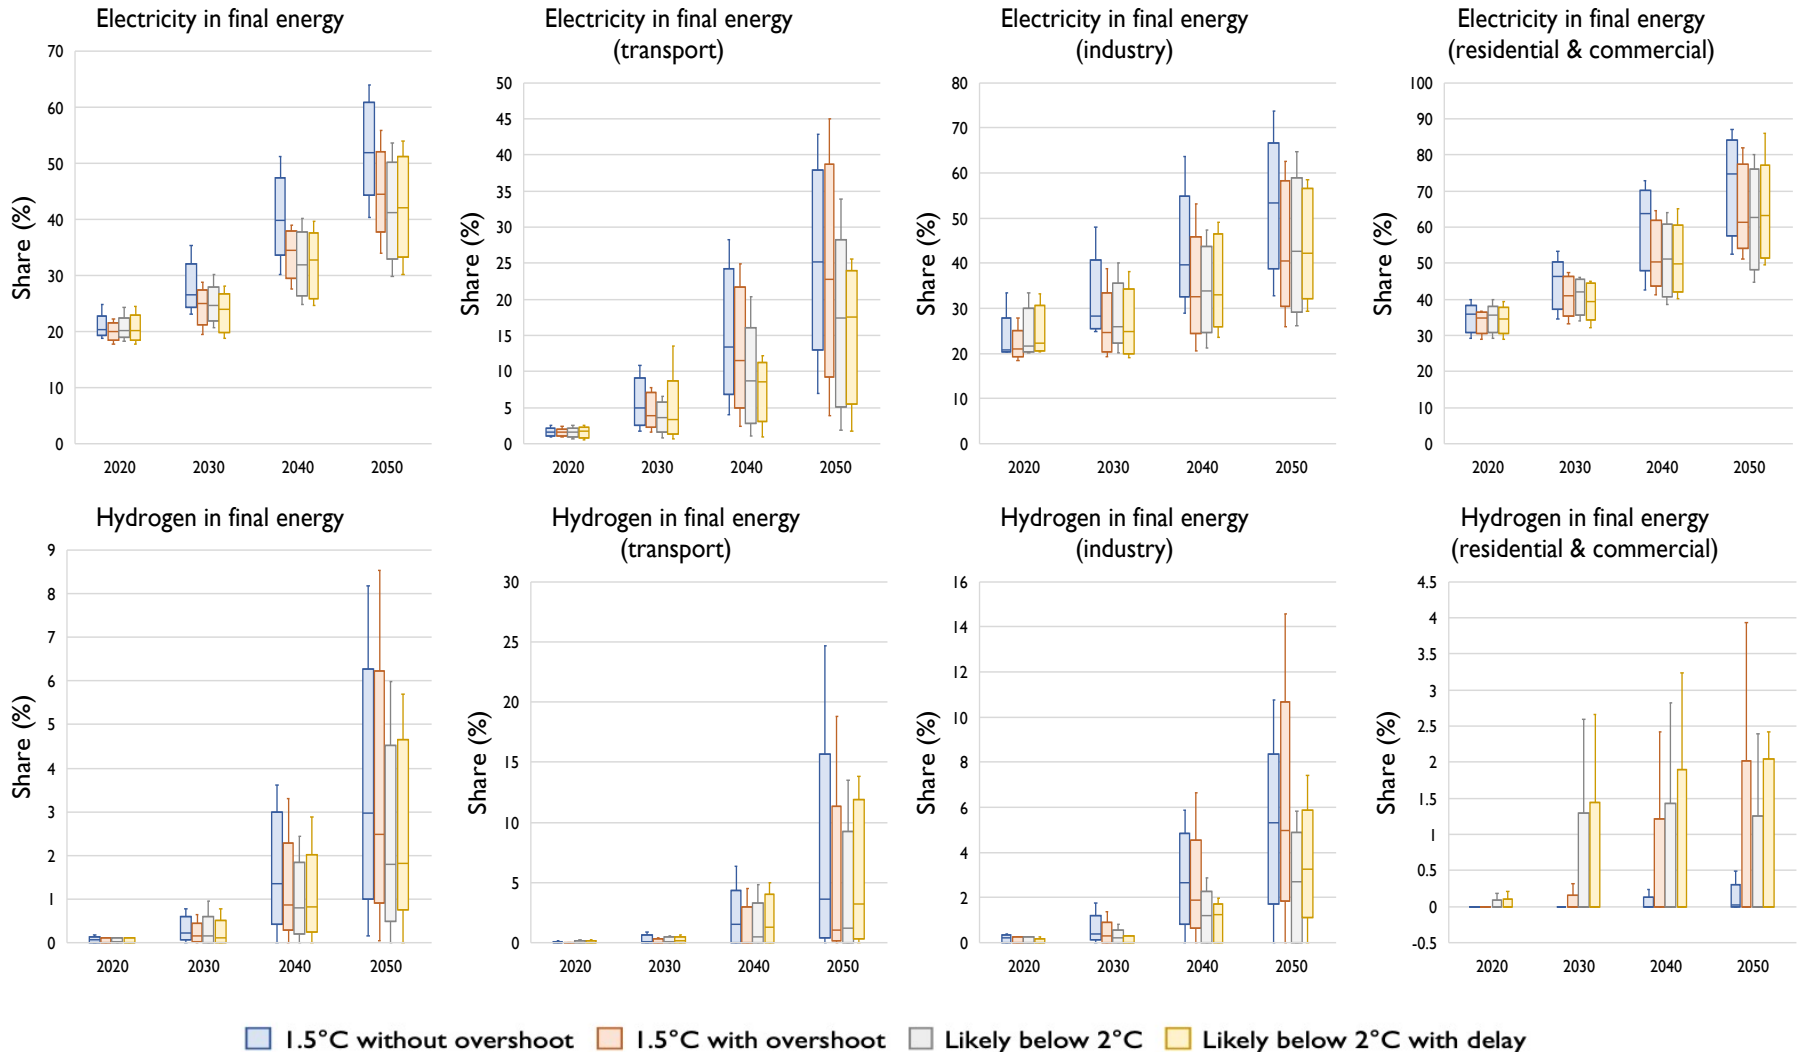 Electricity in final energy
70
60
50
40
30
20
10
0
Share (%)
2020 2030 2040 2050
Electricity in final energy
(transport)
50
45
40
35
30
25
20
15
10
5
0
Share (%)
2020 2030 2040 2050
Electricity in final energy
(industry)
80
70
60
50
40
30
20
10
0
Share (%)
2020 2030 2040 2050
Electricity in final energy
(residential & commercial)
100
90
80
70
60
50
40
30
20
10
0
Share (%)
2020 2030 2040 2050
Hydrogen in final energy
9
8
7
6
5
4
3
2
1
0
Share (%)
2020 2030 2040 2050
Hydrogen in final energy
(transport)
30
25
20
15
10
5
0
Share (%)
2020 2030 2040 2050
Hydrogen in final energy
(industry)
16
14
12
10
8
6
4
2
0
Share (%)
2020 2030 2040 2050
Hydrogen in final energy
(residential & commercial)
4.5
4
3.5
3
2.5
2
1.5
1
0.5
0
-0.5
Share (%)
2020 2030 2040 2050
1.5°C without overshoot 1.5°C with overshoot Likely below 2°C Likely below 2°C with delay